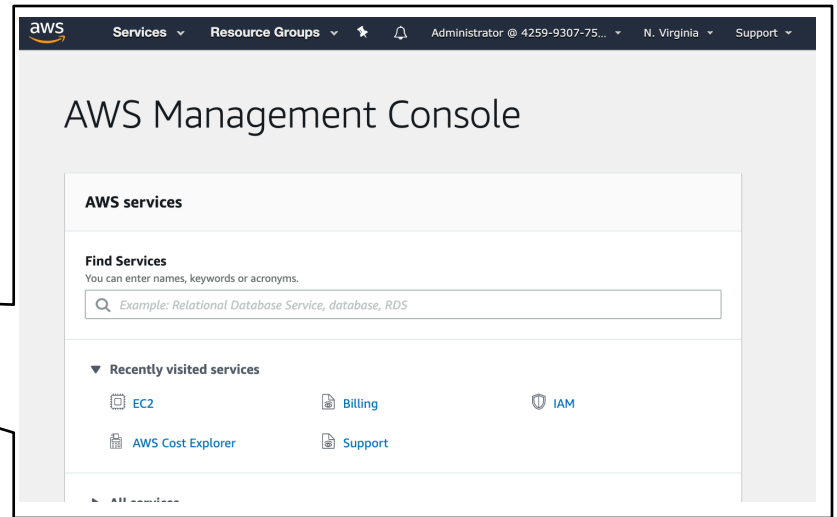 aws Services Resource Groups Administrator @ 4259-9307-75... N. Virginia Support
AWS Management Console
AWS services
Find Services
You can enter names, keywords or acronyms.
Example: Relational Database Service, database, RDS
Recently visited services
EC2 Billing IAM
AWS Cost Explorer Support
All services